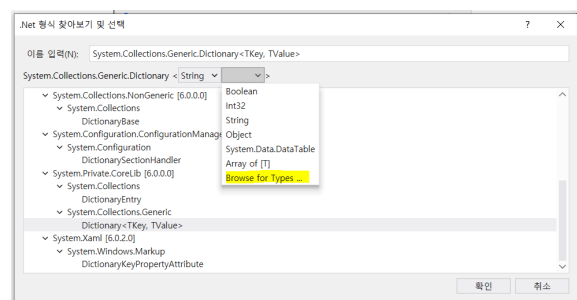 .Net 형식 찾아보기 및 선택
이름 입력(N):
System.Collections.Generic.Dictionary<TKey, TValue>
System.Collections.Generic.Dictionary < String >
Boolean
Int32
String
Object
System.Data.DataTable
Array of [T]
Browse for Types ...
System.Collections.NonGeneric [6.0.0.0]
System.Collections
DictionaryBase
System.Configuration.ConfigurationManage
System.Configuration
DictionarySectionHandler
System.Private.CoreLib [6.0.0.0]
System.Collections
DictionaryEntry
System.Collections.Generic
Dictionary<TKey, TValue>
System.Xaml [6.0.2.0]
System.Windows.Markup
DictionaryKeyPropertyAttribute
확인
취소